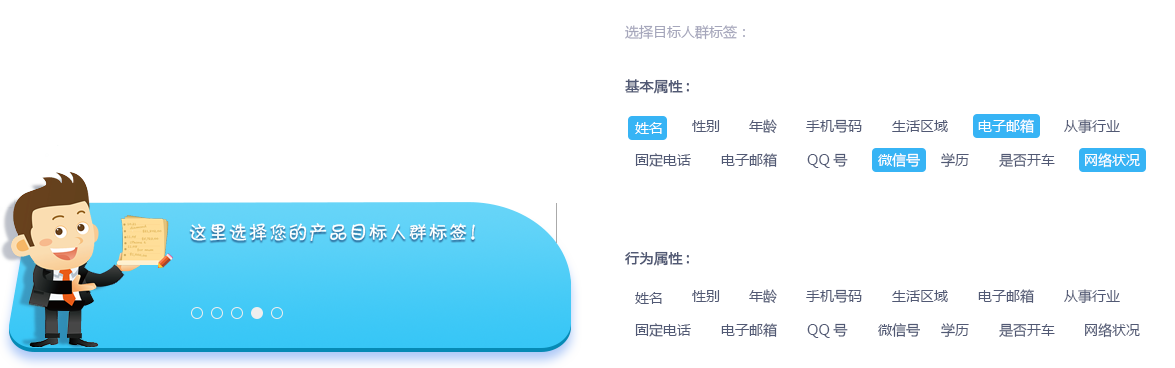 选择目标人群标签：
基本属性：
姓名 性别 年龄 手机号码 生活区域 电子邮箱 从事行业
固定电话 电子邮箱 QQ 号 微信号 学历 是否开车 网络状况
这里选择您的产品目标人群标签！
行为属性：
姓名 性别 年龄 手机号码 生活区域 电子邮箱 从事行业
固定电话 电子邮箱 QQ 号 微信号 学历 是否开车 网络状况